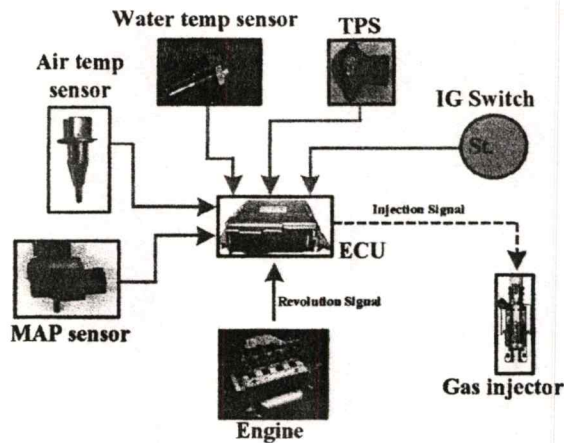 Water temp sensor
TPS
Air temp
sensor
IG Switch
St.
Injection Signal
ECU
MAP sensor
Revolution Signal
Gas injector
Engine